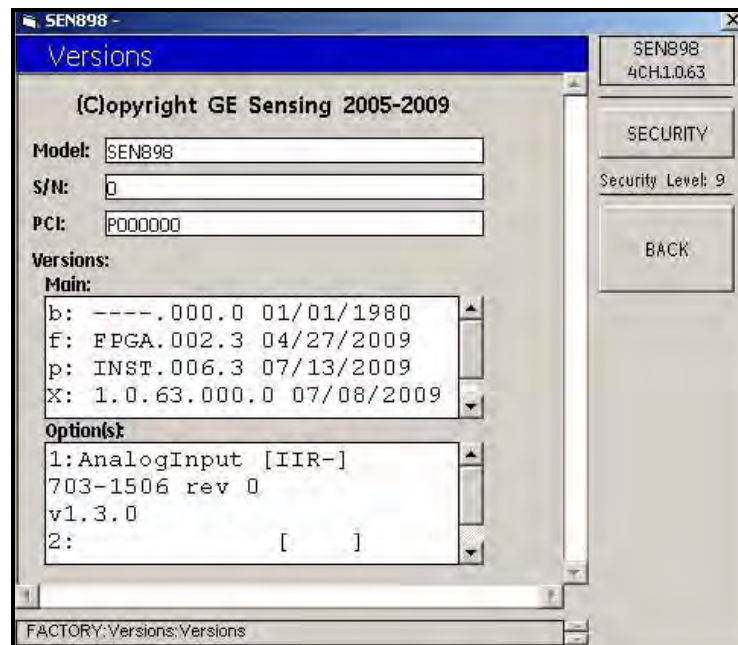 SEN898 -
Versions
(C)opyright GE Sensing 2005-2009
Model: SEN898
S/N: 0
PCI: P000000
Versions:
Main:
b: ----.000.0 01/01/1980
f: FPGA.002.3 04/27/2009
p: INST.006.3 07/13/2009
X: 1.0.63.000.0 07/08/2009
Option(s):
1:AnalogInput [IIR-]
703-1506 rev 0
v1.3.0
2: [ ]
FACTORY:Versions:Versions
SEN898
4CH.1.0.63
SECURITY
Security Level: 9
BACK